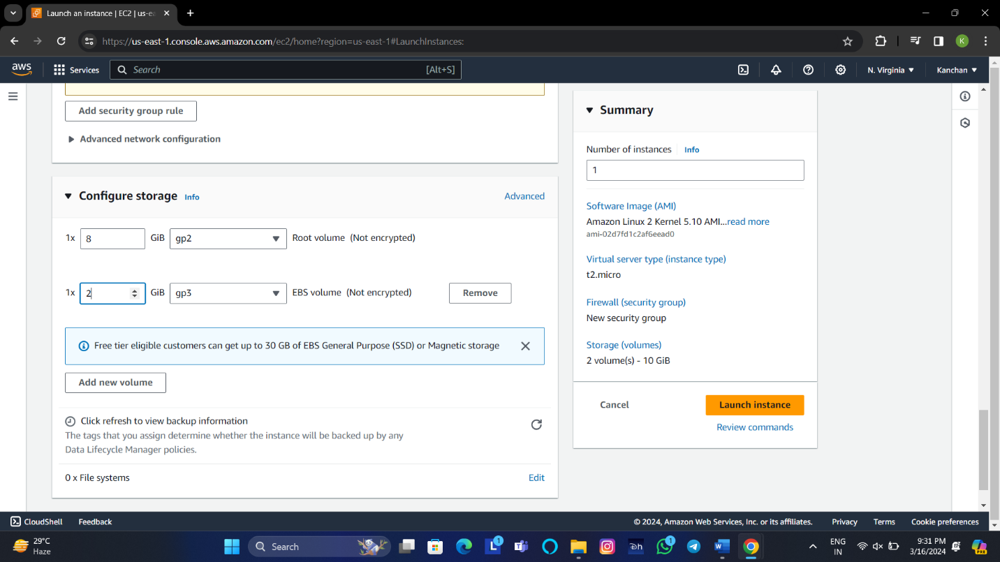 Launch an instance | EC2 | us-ea
https://us-east-1.console.aws.amazon.com/ec2/home?region=us-east-1#LaunchInstances:
K
aws
Services
Search
[Alt+S]
N. Virginia
Kanchan
Add security group rule
Advanced network configuration
Configure storage Info
Advanced
1x 8 GiB gp2 Root volume (Not encrypted)
1x 2 GiB gp3 EBS volume (Not encrypted) Remove
Free tier eligible customers can get up to 30 GB of EBS General Purpose (SSD) or Magnetic storage
Add new volume
Click refresh to view backup information
The tags that you assign determine whether the instance will be backed up by any
Data Lifecycle Manager policies.
0 x File systems
Edit
Summary
Number of instances Info
1
Software Image (AMI)
Amazon Linux 2 Kernel 5.10 AMI...read more
ami-02d7fd1c2af6eead0
Virtual server type (instance type)
t2.micro
Firewall (security group)
New security group
Storage (volumes)
2 volume(s) - 10 GiB
Cancel
Launch instance
Review commands
CloudShell
Feedback
© 2024, Amazon Web Services, Inc. or its affiliates.
Privacy
Terms
Cookie preferences
29°C
Haze
Search
L
1
1
W
ENG
IN
9:31 PM
3/16/2024
PRE